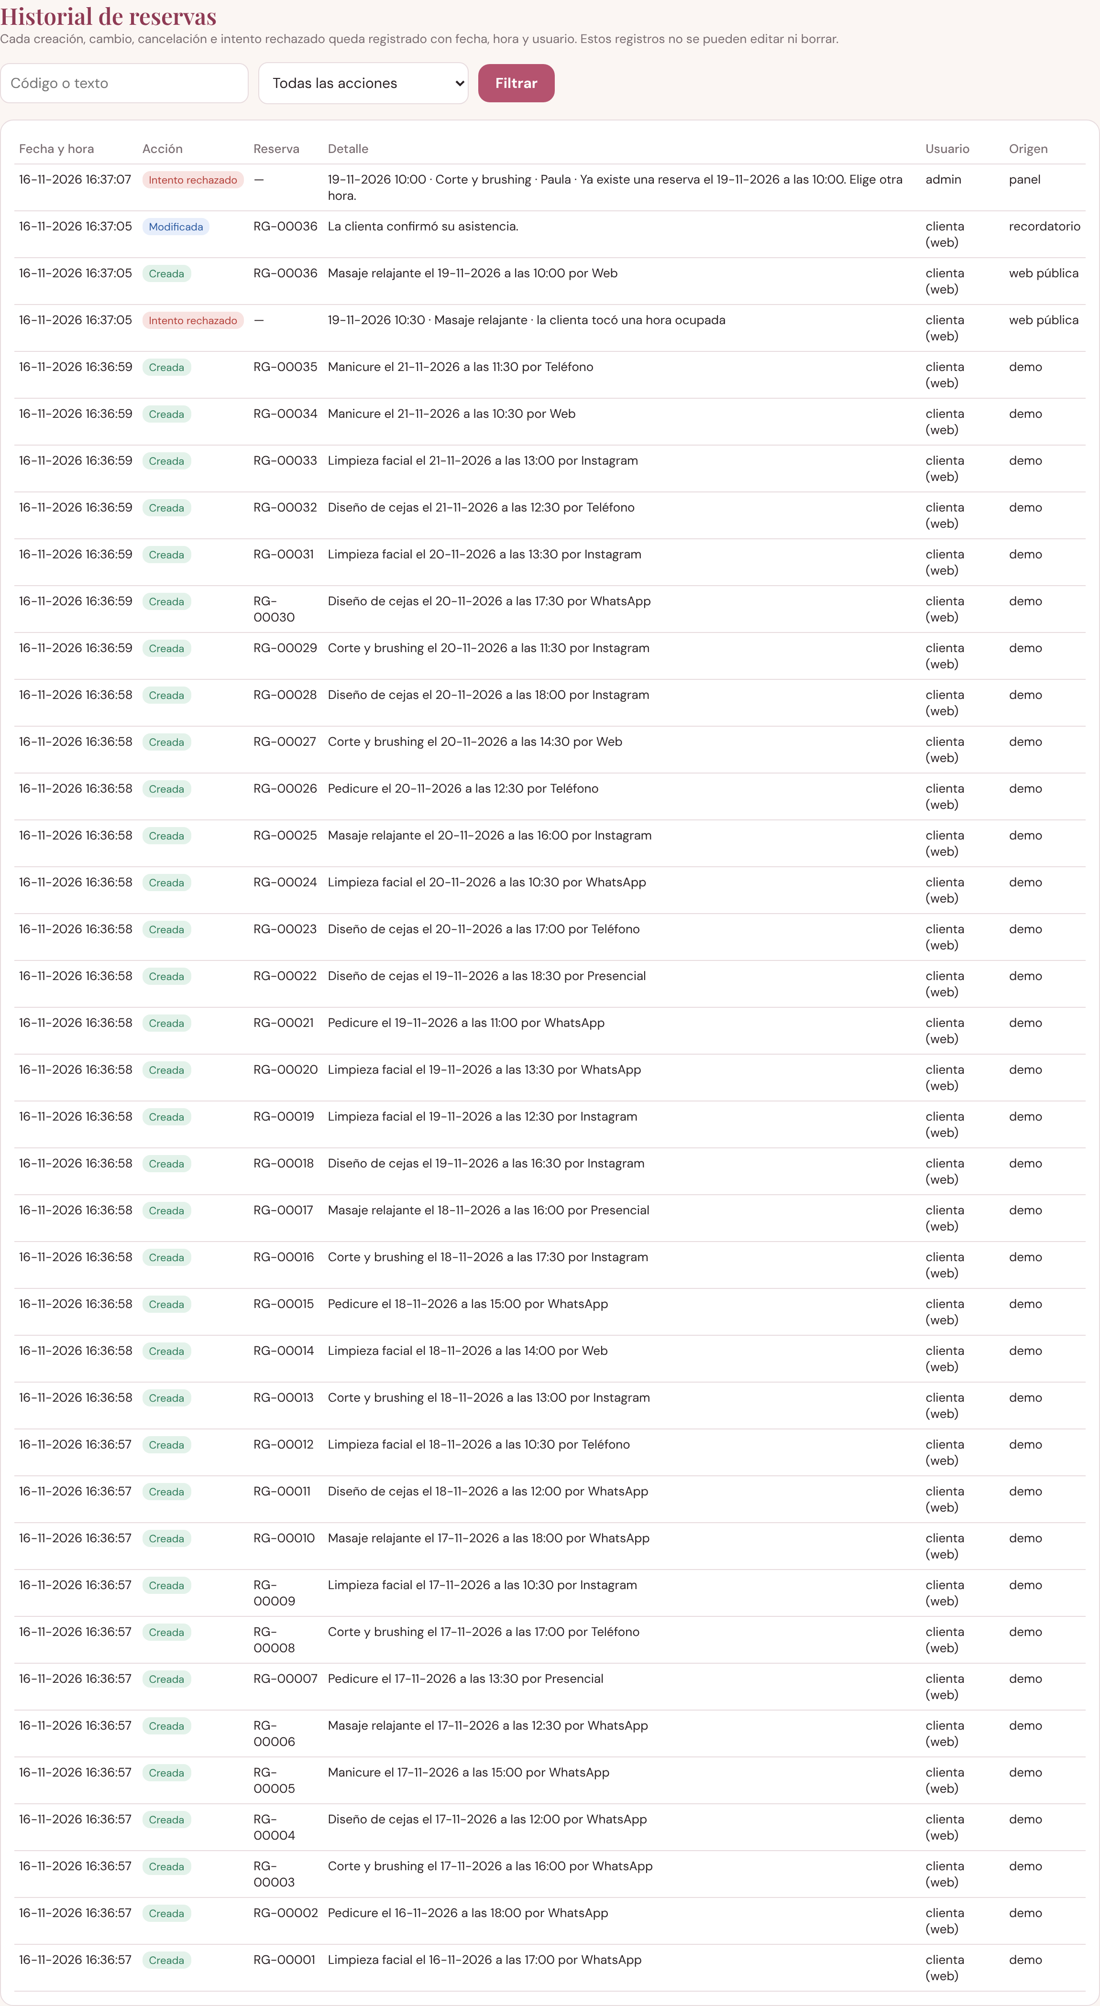 Historial de reservas
Cada creación, cambio, cancelación e intento rechazado queda registrado con fecha, hora y usuario. Estos registros no se pueden editar ni borrar.
Código o texto Todas las acciones Filtrar
Fecha y hora Acción Reserva Detalle Usuario Origen
16-11-2026 16:37:07 Intento rechazado — 19-11-2026 10:00 · Corte y brushing · Paula · Ya existe una reserva el 19-11-2026 a las 10:00. Elige otra admin panel
hora.
16-11-2026 16:37:05 Modificada RG-00036 La clienta confirmó su asistencia. clienta recordatorio
(web)
16-11-2026 16:37:05 Creada RG-00036 Masaje relajante el 19-11-2026 a las 10:00 por Web clienta web pública
(web)
16-11-2026 16:37:05 Intento rechazado — 19-11-2026 10:30 · Masaje relajante · la clienta tocó una hora ocupada clienta web pública
(web)
16-11-2026 16:36:59 Creada RG-00035 Manicure el 21-11-2026 a las 11:30 por Teléfono clienta demo
(web)
16-11-2026 16:36:59 Creada RG-00034 Manicure el 21-11-2026 a las 10:30 por Web clienta demo
(web)
16-11-2026 16:36:59 Creada RG-00033 Limpieza facial el 21-11-2026 a las 13:00 por Instagram clienta demo
(web)
16-11-2026 16:36:59 Creada RG-00032 Diseño de cejas el 21-11-2026 a las 12:30 por Teléfono clienta demo
(web)
16-11-2026 16:36:59 Creada RG-00031 Limpieza facial el 20-11-2026 a las 13:30 por Instagram clienta demo
(web)
16-11-2026 16:36:59 Creada RG- Diseño de cejas el 20-11-2026 a las 17:30 por WhatsApp clienta demo
00030 (web)
16-11-2026 16:36:59 Creada RG-00029 Corte y brushing el 20-11-2026 a las 11:30 por Instagram clienta demo
(web)
16-11-2026 16:36:58 Creada RG-00028 Diseño de cejas el 20-11-2026 a las 18:00 por Instagram clienta demo
(web)
16-11-2026 16:36:58 Creada RG-00027 Corte y brushing el 20-11-2026 a las 14:30 por Web clienta demo
(web)
16-11-2026 16:36:58 Creada RG-00026 Pedicure el 20-11-2026 a las 12:30 por Teléfono clienta demo
(web)
16-11-2026 16:36:58 Creada RG-00025 Masaje relajante el 20-11-2026 a las 16:00 por Instagram clienta demo
(web)
16-11-2026 16:36:58 Creada RG-00024 Limpieza facial el 20-11-2026 a las 10:30 por WhatsApp clienta demo
(web)
16-11-2026 16:36:58 Creada RG-00023 Diseño de cejas el 20-11-2026 a las 17:00 por Teléfono clienta demo
(web)
16-11-2026 16:36:58 Creada RG-00022 Diseño de cejas el 19-11-2026 a las 18:30 por Presencial clienta demo
(web)
16-11-2026 16:36:58 Creada RG-00021 Pedicure el 19-11-2026 a las 11:00 por WhatsApp clienta demo
(web)
16-11-2026 16:36:58 Creada RG-00020 Limpieza facial el 19-11-2026 a las 13:30 por WhatsApp clienta demo
(web)
16-11-2026 16:36:58 Creada RG-00019 Limpieza facial el 19-11-2026 a las 12:30 por Instagram clienta demo
(web)
16-11-2026 16:36:58 Creada RG-00018 Diseño de cejas el 19-11-2026 a las 16:30 por Instagram clienta demo
(web)
16-11-2026 16:36:58 Creada RG-00017 Masaje relajante el 18-11-2026 a las 16:00 por Presencial clienta demo
(web)
16-11-2026 16:36:58 Creada RG-00016 Corte y brushing el 18-11-2026 a las 17:30 por Instagram clienta demo
(web)
16-11-2026 16:36:58 Creada RG-00015 Pedicure el 18-11-2026 a las 15:00 por WhatsApp clienta demo
(web)
16-11-2026 16:36:58 Creada RG-00014 Limpieza facial el 18-11-2026 a las 14:00 por Web clienta demo
(web)
16-11-2026 16:36:58 Creada RG-00013 Corte y brushing el 18-11-2026 a las 13:00 por Instagram clienta demo
(web)
16-11-2026 16:36:57 Creada RG-00012 Limpieza facial el 18-11-2026 a las 10:30 por Teléfono clienta demo
(web)
16-11-2026 16:36:57 Creada RG-00011 Diseño de cejas el 18-11-2026 a las 12:00 por WhatsApp clienta demo
(web)
16-11-2026 16:36:57 Creada RG-00010 Masaje relajante el 17-11-2026 a las 18:00 por WhatsApp clienta demo
(web)
16-11-2026 16:36:57 Creada RG- Limpieza facial el 17-11-2026 a las 10:30 por Instagram clienta demo
00009 (web)
16-11-2026 16:36:57 Creada RG- Corte y brushing el 17-11-2026 a las 17:00 por Teléfono clienta demo
00008 (web)
16-11-2026 16:36:57 Creada RG-00007 Pedicure el 17-11-2026 a las 13:30 por Presencial clienta demo
(web)
16-11-2026 16:36:57 Creada RG- Masaje relajante el 17-11-2026 a las 12:30 por WhatsApp clienta demo
00006 (web)
16-11-2026 16:36:57 Creada RG- Manicure el 17-11-2026 a las 15:00 por WhatsApp clienta demo
00005 (web)
16-11-2026 16:36:57 Creada RG- Diseño de cejas el 17-11-2026 a las 12:00 por WhatsApp clienta demo
00004 (web)
16-11-2026 16:36:57 Creada RG- Corte y brushing el 17-11-2026 a las 16:00 por WhatsApp clienta demo
00003 (web)
16-11-2026 16:36:57 Creada RG-00002 Pedicure el 16-11-2026 a las 18:00 por WhatsApp clienta demo
(web)
16-11-2026 16:36:57 Creada RG-00001 Limpieza facial el 16-11-2026 a las 17:00 por WhatsApp clienta demo
(web)